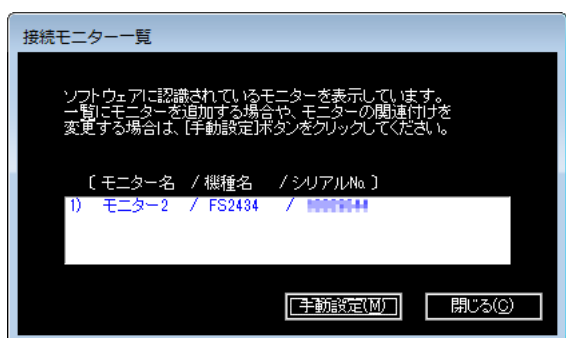 接続モニター一覧
ソフトウェアに認識されているモニターを表示しています。
一覧にモニターを追加する場合や、モニターの関連付けを
変更する場合は、[手動設定]ボタンをクリックしてください。
〔 モニター名 / 機種名 / シリアル№ 〕
1) モニター2 / FS2434 /
手動設定(M) 閉じる(C)